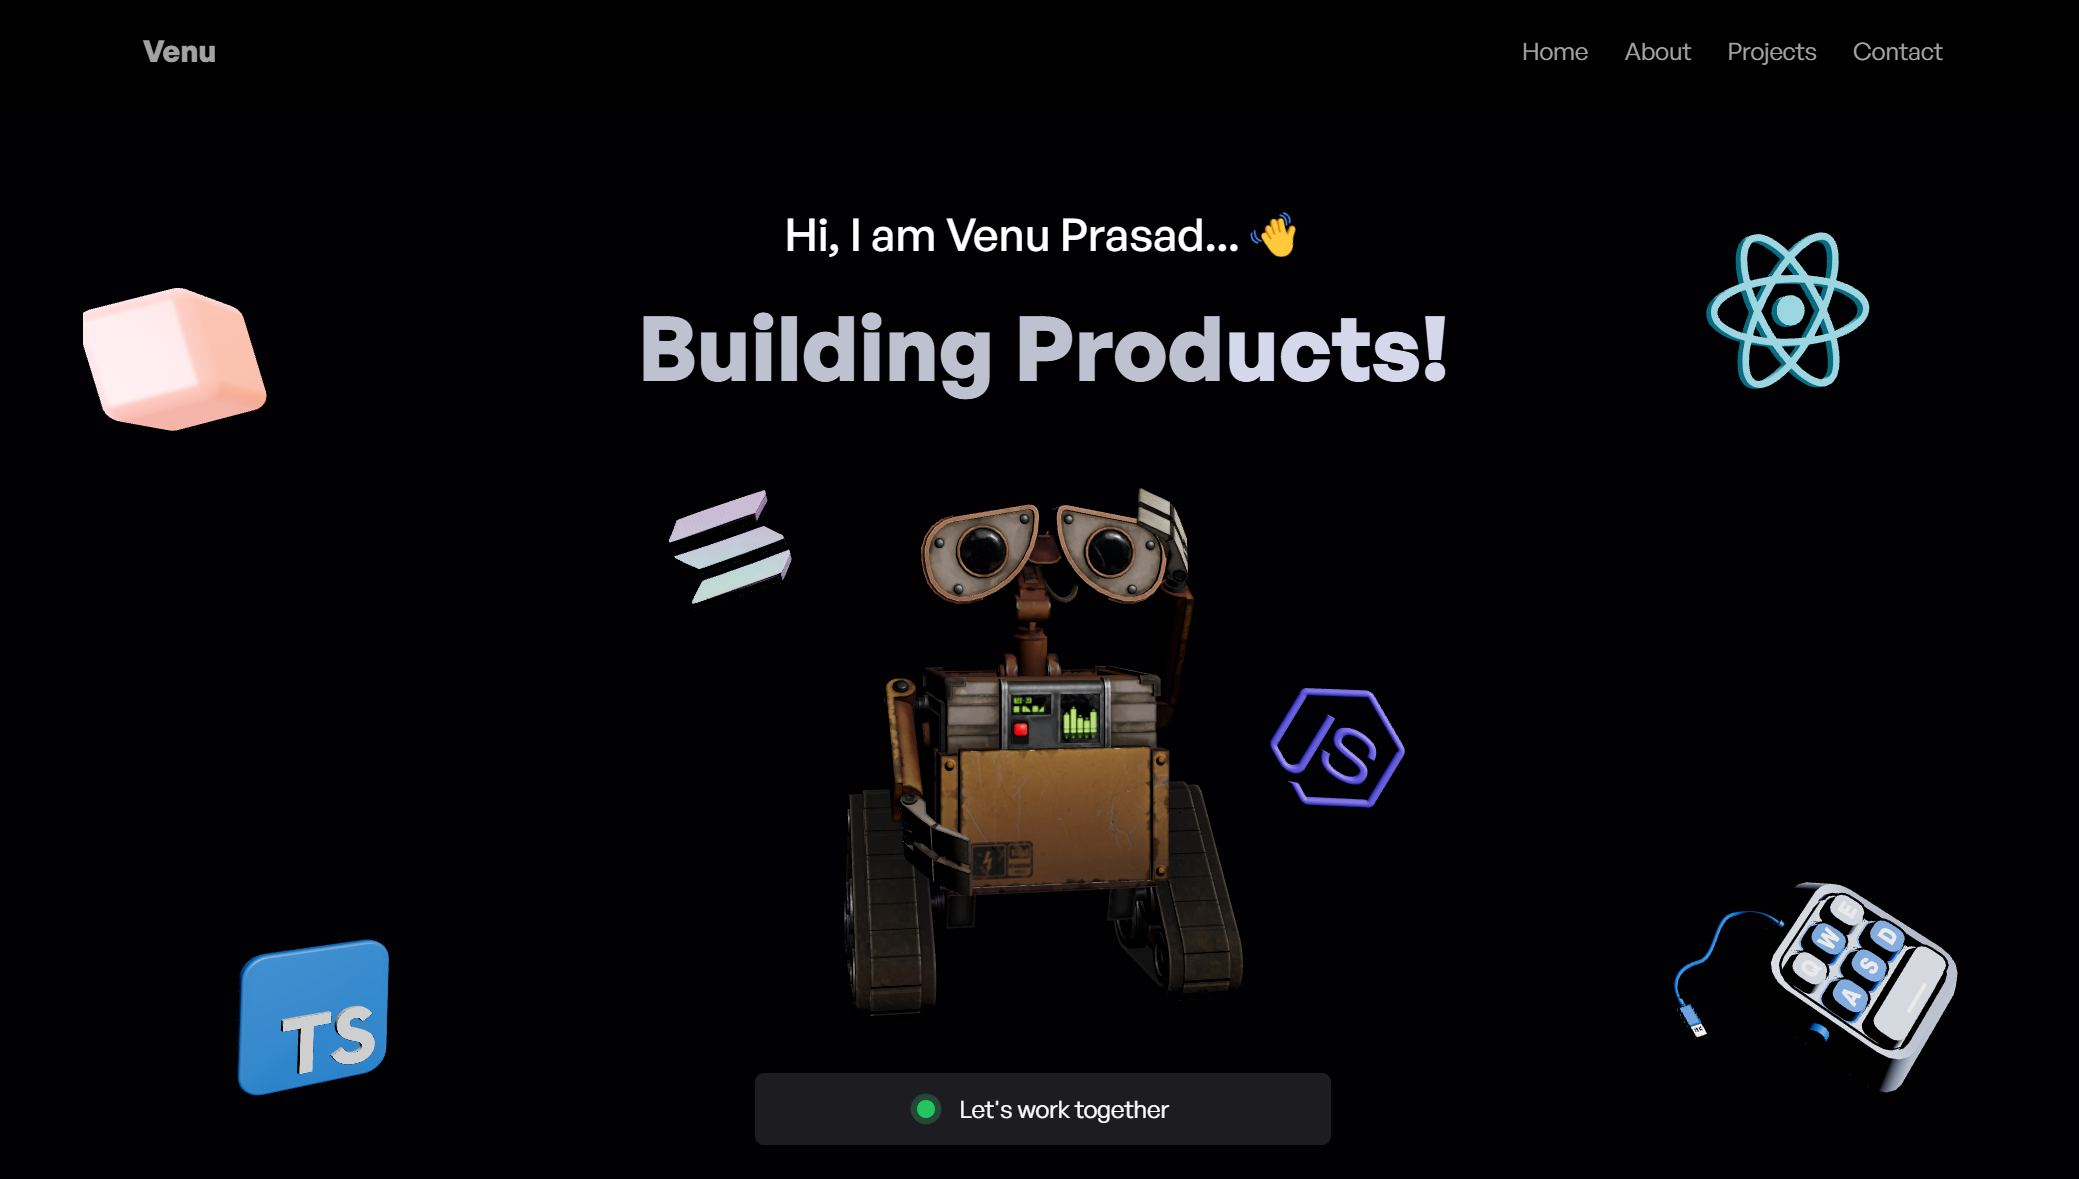 Venu
Home About Projects Contact
Hi, I am Venu Prasad... 👋
Building Products!
JS
TS
E
W D
Q S
A
Let's work together